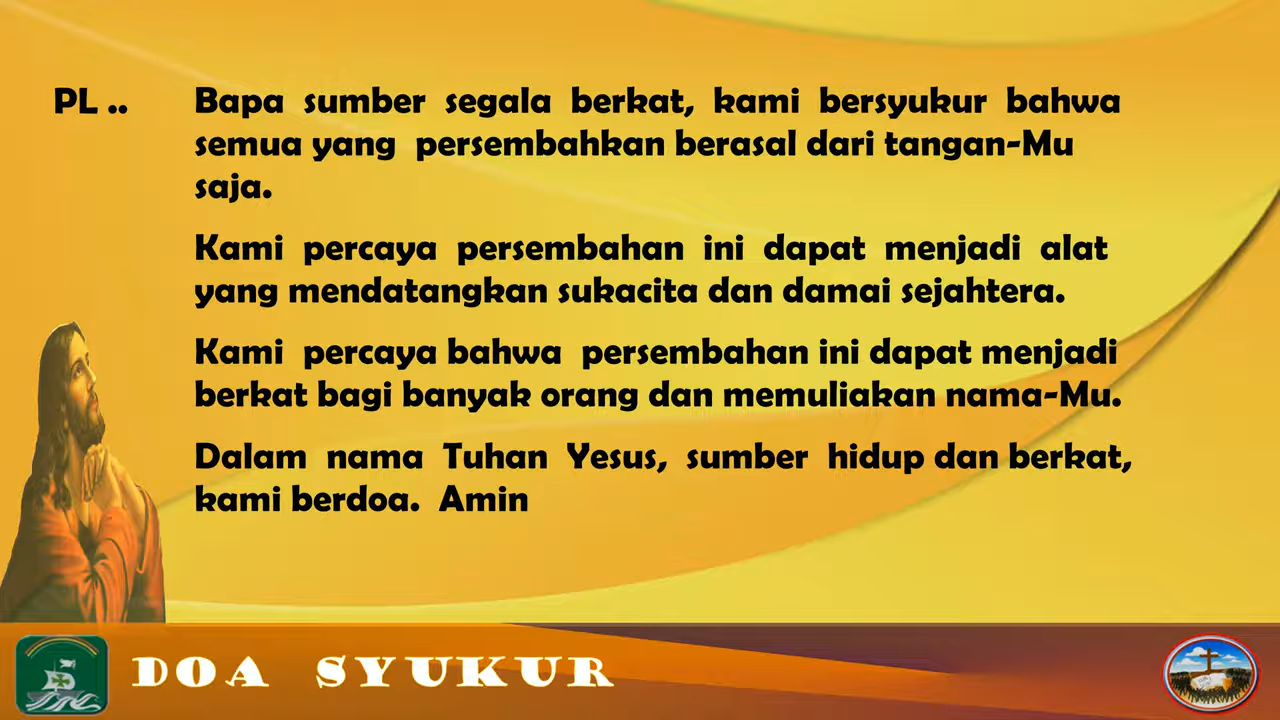 PL .. Bapa sumber segala berkat, kami bersyukur bahwa
semua yang persembahkan berasal dari tangan-Mu
saja.
Kami percaya persembahan ini dapat menjadi alat
yang mendatangkan sukacita dan damai sejahtera.
Kami percaya bahwa persembahan ini dapat menjadi
berkat bagi banyak orang dan memuliakan nama-Mu.
Dalam nama Tuhan Yesus, sumber hidup dan berkat,
kami berdoa. Amin
DOA SYUKUR